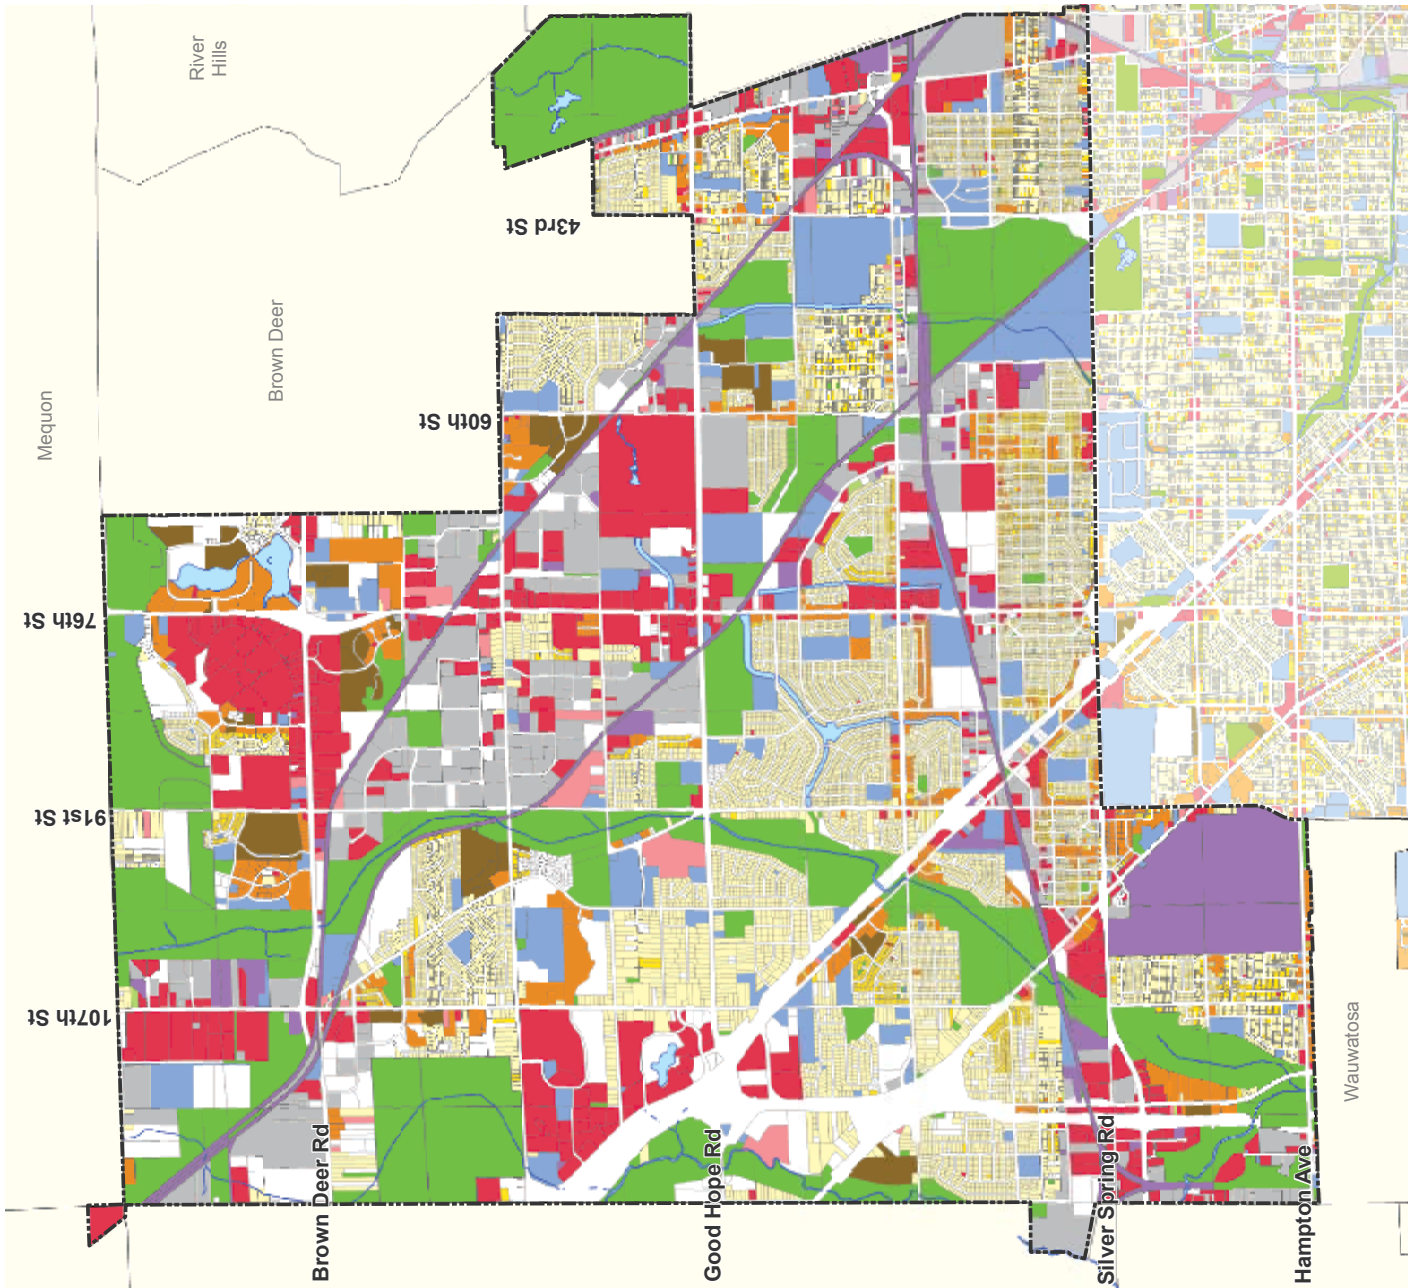 River
Hills
Mequon
Brown Deer
43rd St
60th St
76th St
91st St
107th St
Brown Deer Rd
Good Hope Rd
Silver Spring Rd
Hampton Ave
Wauwatosa